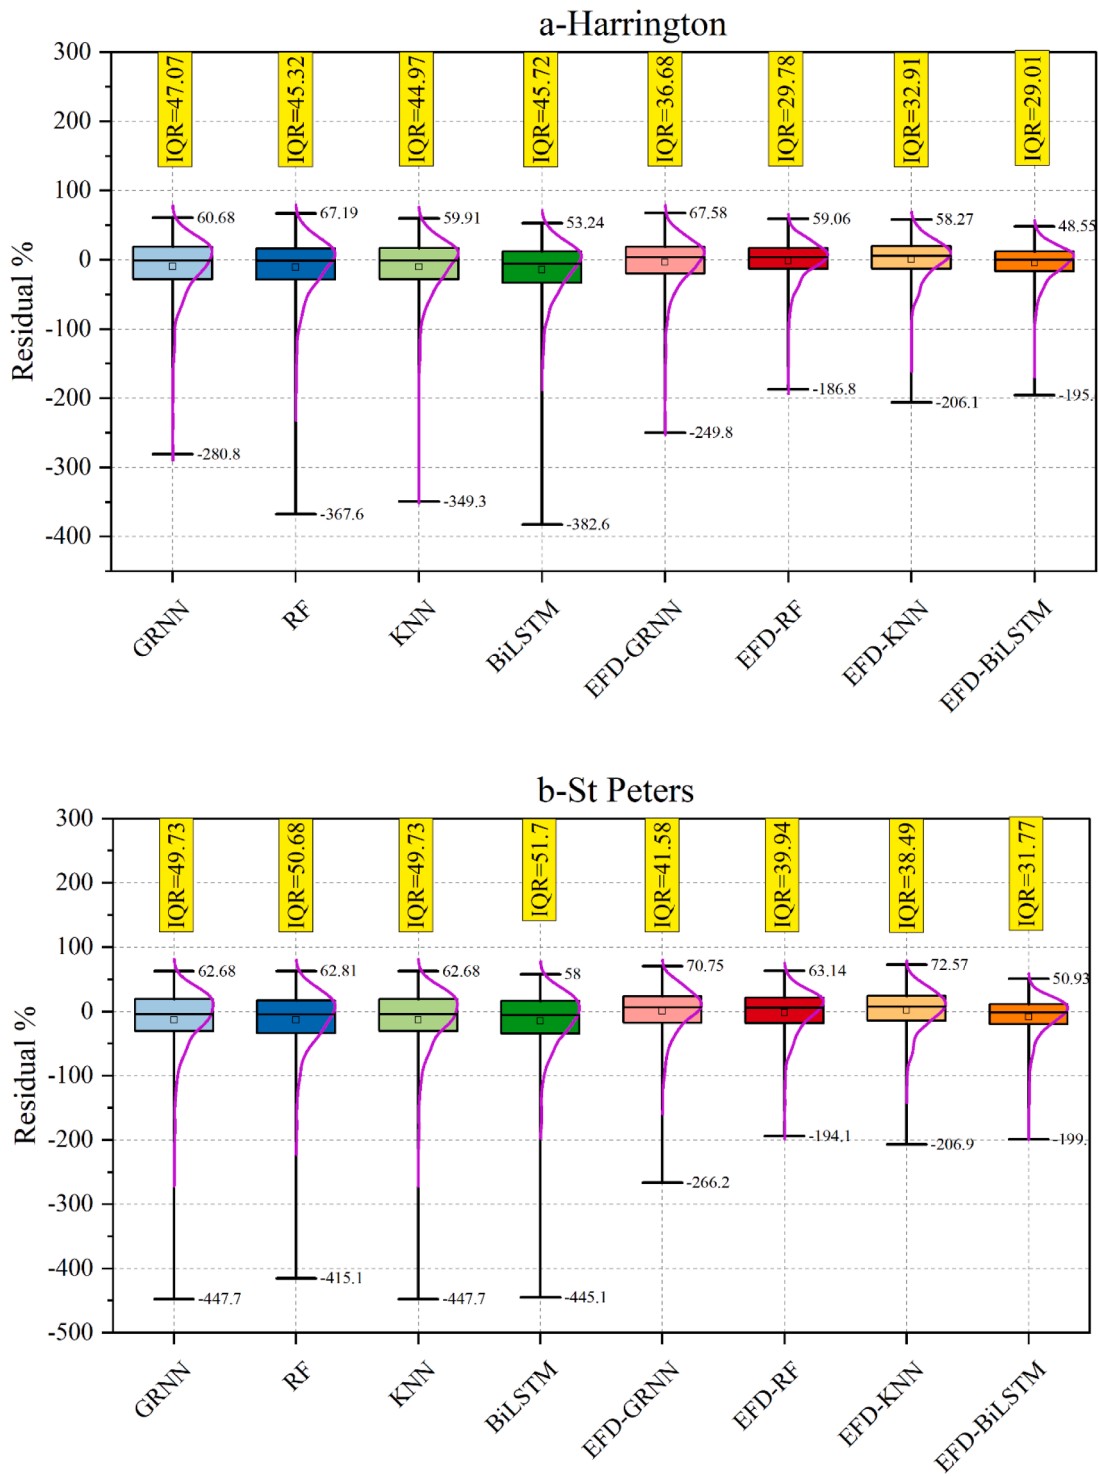 a-Harrington
300
200
100
0
-100
-200
-300
-400
Residual %
IQR=47.07
IQR=45.32
IQR=44.97
IQR=45.72
IQR=36.68
IQR=29.78
IQR=32.91
IQR=29.01
60.68
67.19
59.91
53.24
67.58
59.06
58.27
48.55
-280.8
-367.6
-349.3
-382.6
-249.8
-186.8
-206.1
-195.
GRNN
RF
KNN
BiLSTM
EFD-GRNN
EFD-RF
EFD-KNN
EFD-BiLSTM
b-St Peters
300
200
100
0
-100
-200
-300
-400
-500
Residual %
IQR=49.73
IQR=50.68
IQR=49.73
IQR=51.7
IQR=41.58
IQR=39.94
IQR=38.49
IQR=31.77
62.68
62.81
62.68
58
70.75
63.14
72.57
50.93
-447.7
-415.1
-447.7
-445.1
-266.2
-194.1
-206.9
-199.
GRNN
RF
KNN
BiLSTM
EFD-GRNN
EFD-RF
EFD-KNN
EFD-BiLSTM